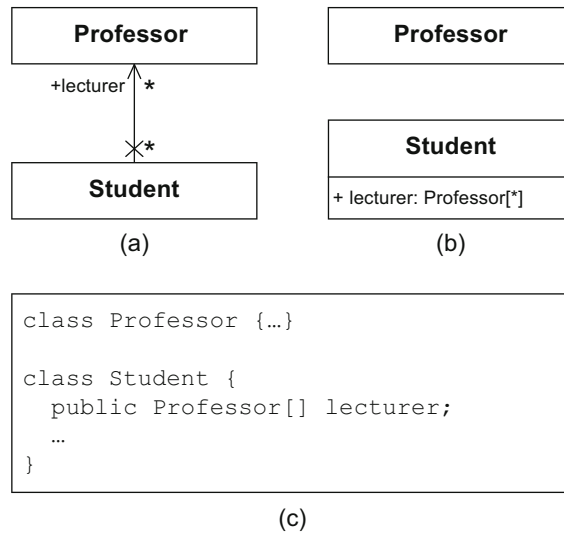 Professor
Professor
+lecturer *
*
Student
Student
+ lecturer: Professor[*]
(a)
(b)
class Professor {…}
class Student {
public Professor[] lecturer;
…
}
(c)